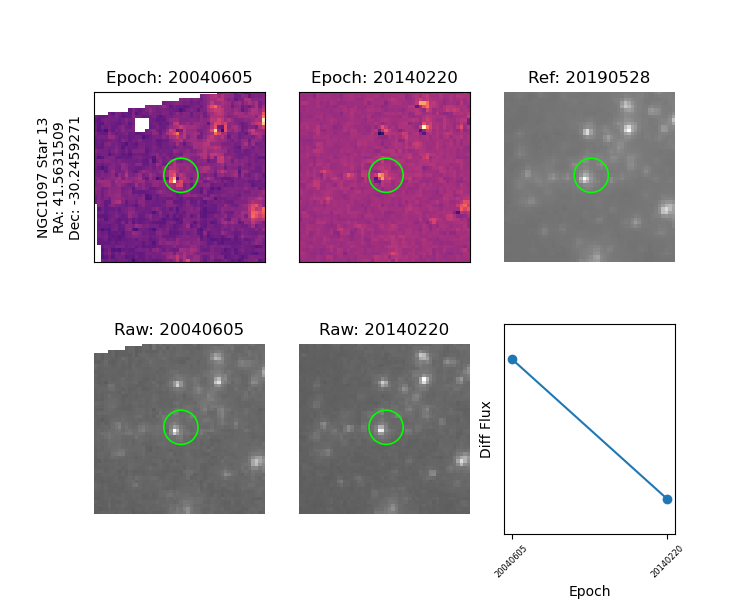 Epoch: 20040605
Epoch: 20140220
Ref: 20190528
NGC1097 Star 13
RA: 41.5631509
Dec: -30.2459271
Raw: 20040605
Raw: 20140220
Diff Flux
20040605
20140220
Epoch